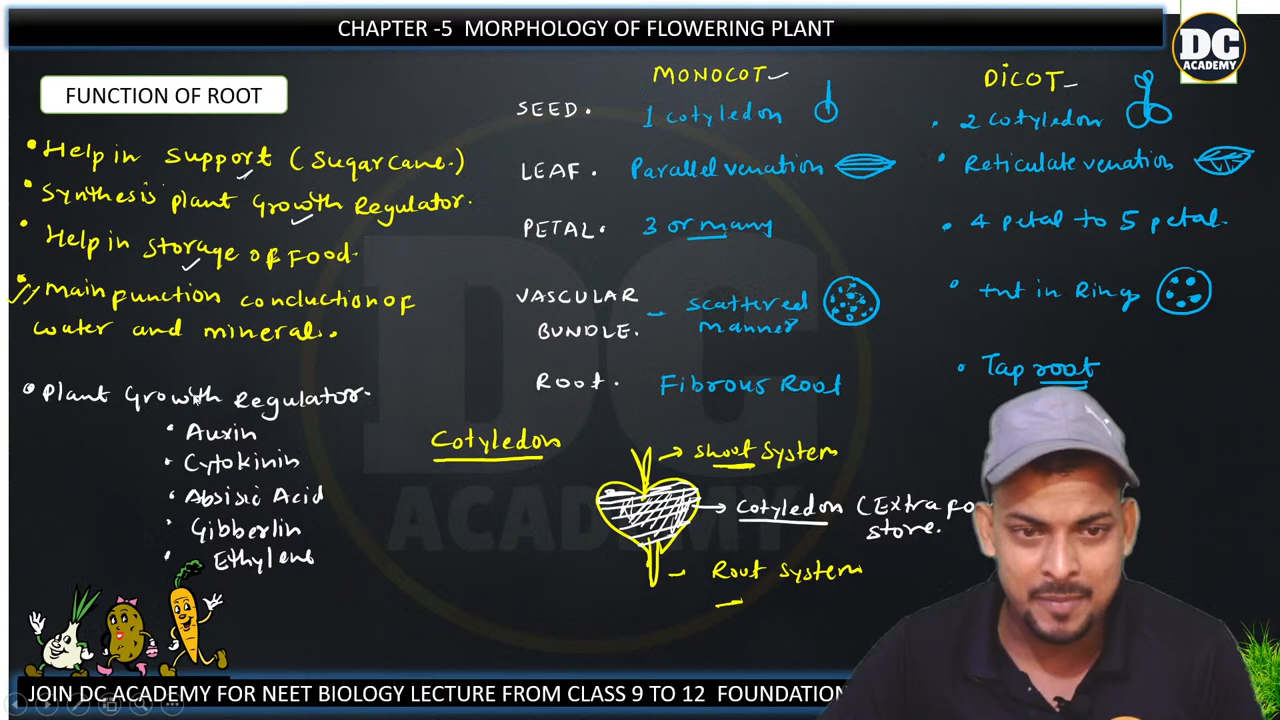 CHAPTER -5 MORPHOLOGY OF FLOWERING PLANT
DC
ACADEMY
FUNCTION OF ROOT
Help in support (Sugarcane.)
Synthesis plant Growth Regulator.
Help in storage of Food.
Main function conduction of
water and mineral.
Plant Growth Regulator.
Auxin
Cytokinin
Absisic Acid
Gibberlin
Ethylene
MONOCOT
DICOT
SEED. 1 cotyledon 2 cotyledon
LEAF. Parallel venation Reticulate venation
PETAL. 3 or many 4 petal to 5 petal.
VASCULAR scattered in Ring
BUNDLE. manner
ROOT. Fibrous Root Tap root
Cotyledon
shoot System
Cotyledon (Extra fo
store.
Root System
DC
ACADEMY
JOIN DC ACADEMY FOR NEET BIOLOGY LECTURE FROM CLASS 9 TO 12 FOUNDATION